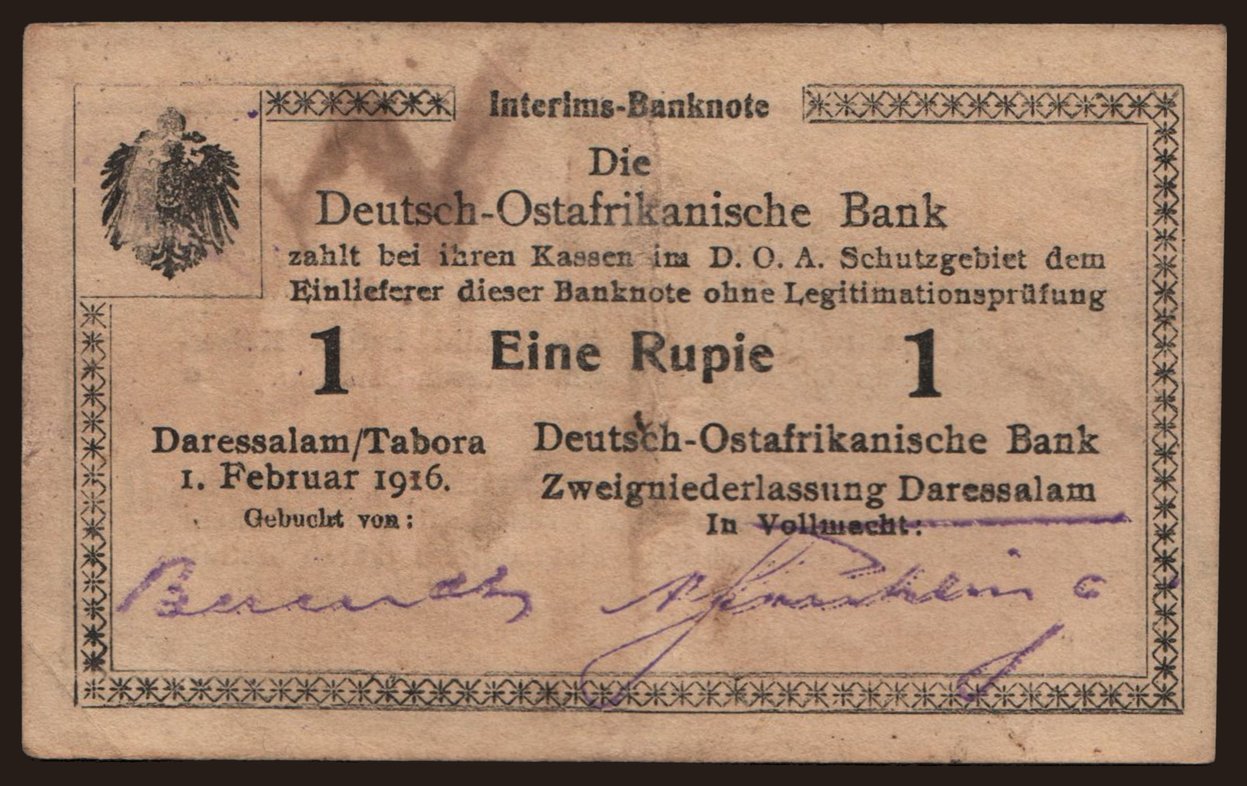 Interims-Banknote
Die
Deutsch-Ostafrikanische Bank
zahlt bei ihren Kassen im D. O. A. Schutzgebiet dem
Einlieferer dieser Banknote ohne Legitimationsprüfung
1 Eine Rupie 1
Daressalam/Tabora
1. Februar 1916.
Gebucht von:
Deutsch-Ostafrikanische Bank
Zweigniederlassung Daressalam
In Vollmacht: